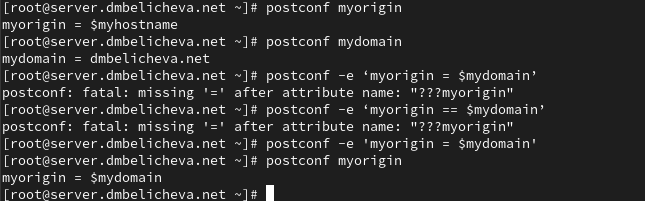 [root@server.dmbelicheva.net ~]# postconf myorigin
myorigin = $myhostname
[root@server.dmbelicheva.net ~]# postconf mydomain
mydomain = dmbelicheva.net
[root@server.dmbelicheva.net ~]# postconf -e ‘myorigin = $mydomain’
postconf: fatal: missing '=' after attribute name: "???myorigin"
[root@server.dmbelicheva.net ~]# postconf -e ‘myorigin == $mydomain’
postconf: fatal: missing '=' after attribute name: "???myorigin"
[root@server.dmbelicheva.net ~]# postconf -e 'myorigin = $mydomain'
[root@server.dmbelicheva.net ~]# postconf myorigin
myorigin = $mydomain
[root@server.dmbelicheva.net ~]#